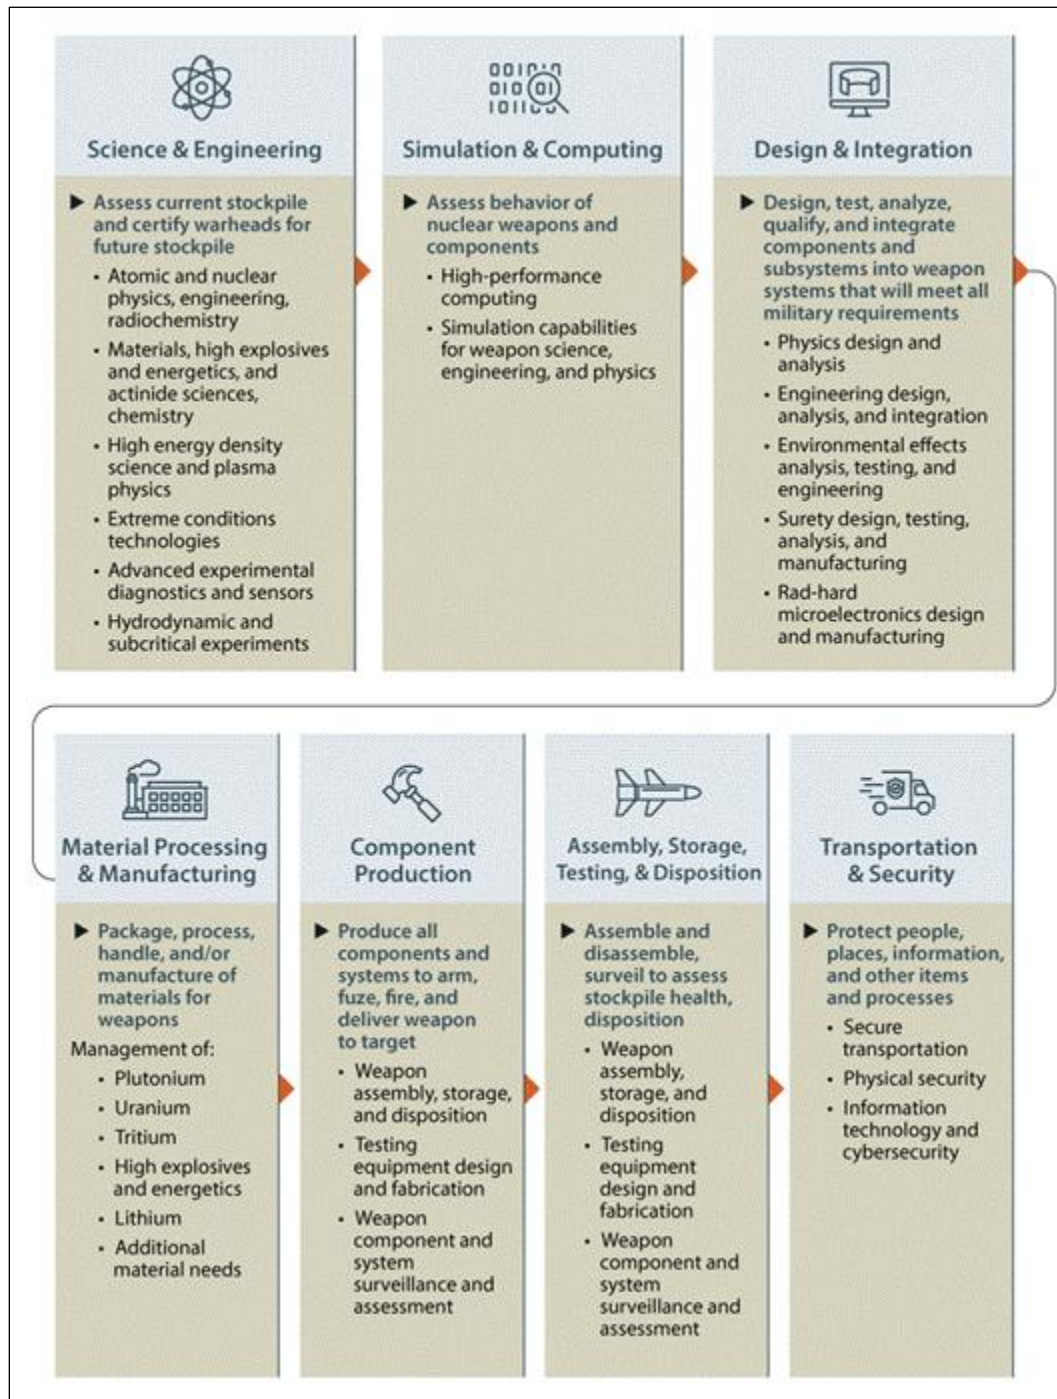 001010
010 01
1011
Science & Engineering
Assess current stockpile
and certify warheads for
future stockpile
• Atomic and nuclear
physics, engineering,
radiochemistry
• Materials, high explosives
and energetics, and
actinide sciences,
chemistry
• High energy density
science and plasma
physics
• Extreme conditions
technologies
• Advanced experimental
diagnostics and sensors
• Hydrodynamic and
subcritical experiments
Simulation & Computing
Assess behavior of
nuclear weapons and
components
• High-performance
computing
• Simulation capabilities
for weapon science,
engineering, and physics
Design & Integration
Design, test, analyze,
qualify, and integrate
components and
subsystems into weapon
systems that will meet all
military requirements
• Physics design and
analysis
• Engineering design,
analysis, and integration
• Environmental effects
analysis, testing, and
engineering
• Surety design, testing,
analysis, and
manufacturing
• Rad-hard
microelectronics design
and manufacturing
Material Processing
& Manufacturing
Package, process,
handle, and/or
manufacture of
materials for
weapons
Management of:
• Plutonium
• Uranium
• Tritium
• High explosives
and energetics
• Lithium
• Additional
material needs
Component
Production
Produce all
components and
systems to arm,
fuze, fire, and
deliver weapon
to target
• Weapon
assembly, storage,
and disposition
• Testing
equipment design
and fabrication
• Weapon
component and
system
surveillance and
assessment
Assembly, Storage,
Testing, & Disposition
Assemble and
disassemble,
surveil to assess
stockpile health,
disposition
• Weapon
assembly,
storage, and
disposition
• Testing
equipment
design and
fabrication
• Weapon
component and
system
surveillance and
assessment
Transportation
& Security
Protect people,
places, information,
and other items
and processes
• Secure
transportation
• Physical security
• Information
technology and
cybersecurity